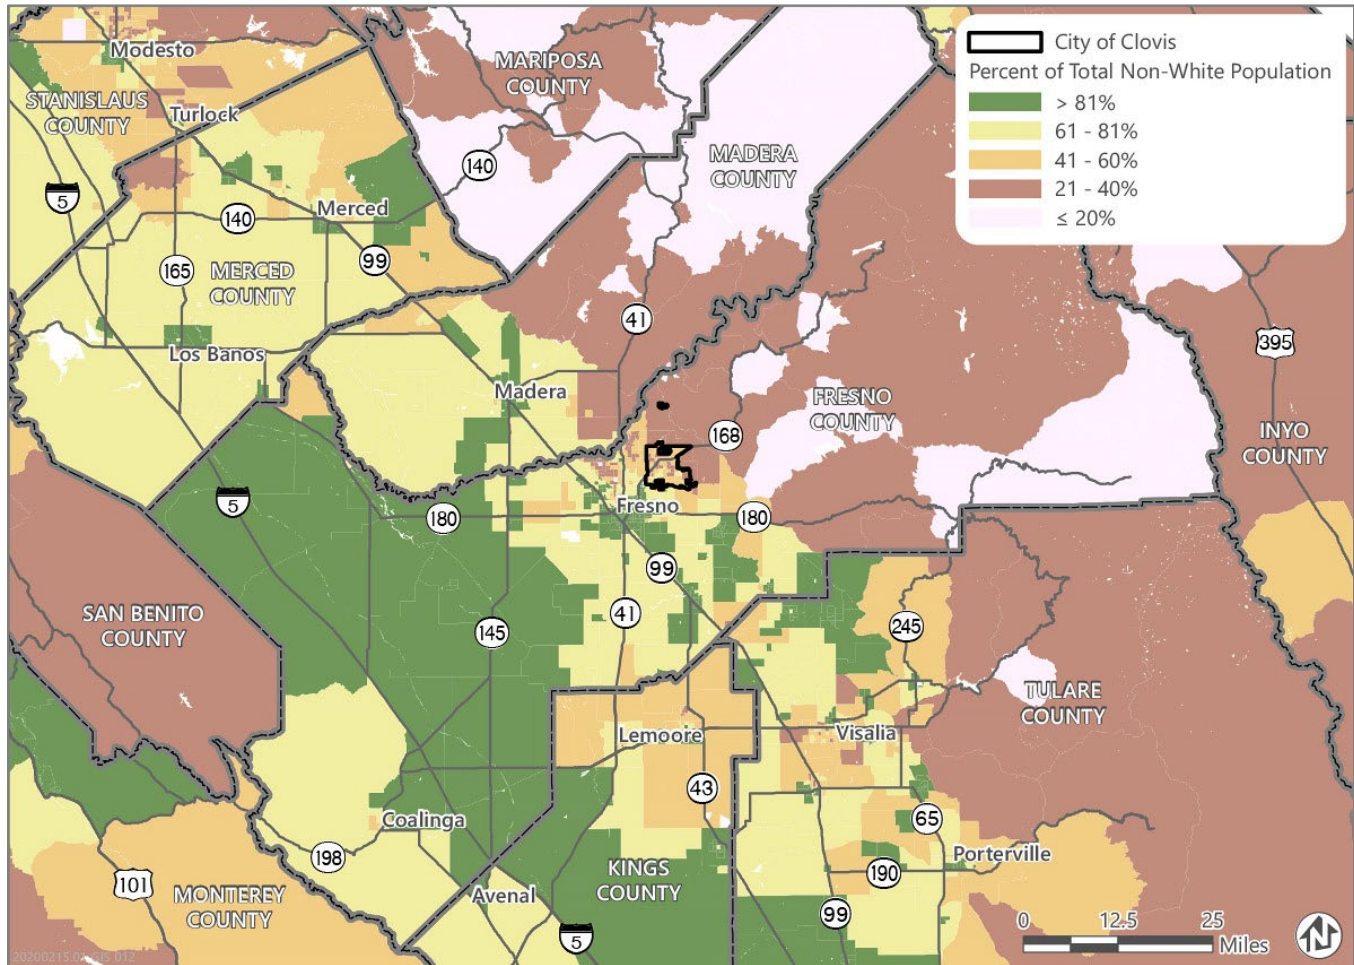 City of Clovis
Percent of Total Non-White Population
> 81%
61 - 81%
41 - 60%
21 - 40%
≤ 20%
Modesto
MARIPOSA
COUNTY
STANISLAUS
COUNTY
Turlock
140
MADERA
COUNTY
5
Merced
140
99
165
MERCED
COUNTY
41
395
Los Banos
Madera
FRESNO
COUNTY
168
INYO
COUNTY
5
180
Fresno
180
99
SAN BENITO
COUNTY
145
41
245
TULARE
COUNTY
Lemoore
Visalia
43
Coalinga
65
198
Porterville
101
MONTEREY
COUNTY
Avenal
KINGS
COUNTY
190
99
5
0 12.5 25
Miles
N
20200215.02 GIS 012